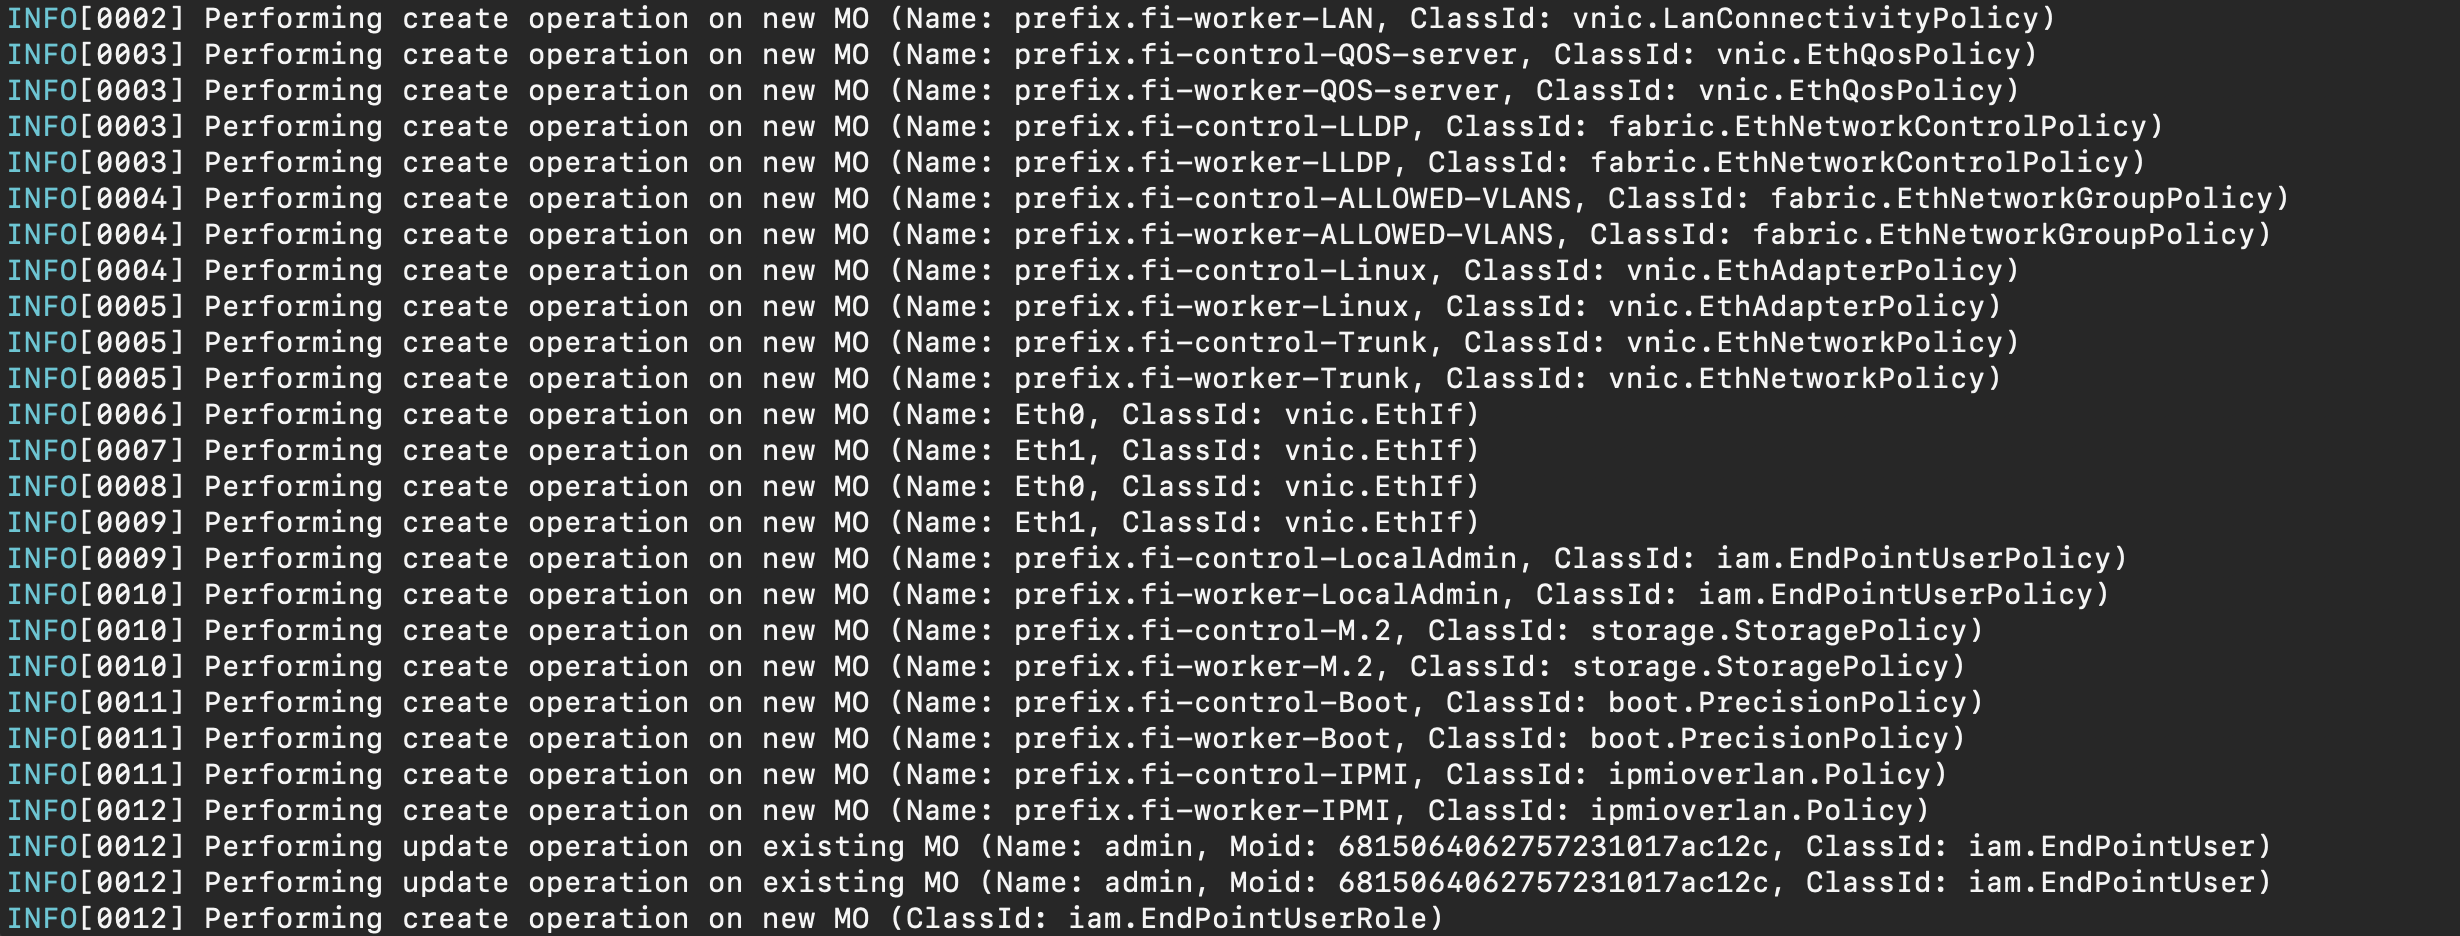 INFO[0002] Performing create operation on new MO (Name: prefix.fi-worker-LAN, ClassId: vnic.LanConnectivityPolicy)
INFO[0003] Performing create operation on new MO (Name: prefix.fi-control-QOS-server, ClassId: vnic.EthQosPolicy)
INFO[0003] Performing create operation on new MO (Name: prefix.fi-worker-QOS-server, ClassId: vnic.EthQosPolicy)
INFO[0003] Performing create operation on new MO (Name: prefix.fi-control-LLDP, ClassId: fabric.EthNetworkControlPolicy)
INFO[0003] Performing create operation on new MO (Name: prefix.fi-worker-LLDP, ClassId: fabric.EthNetworkControlPolicy)
INFO[0004] Performing create operation on new MO (Name: prefix.fi-control-ALLOWED-VLANS, ClassId: fabric.EthNetworkGroupPolicy)
INFO[0004] Performing create operation on new MO (Name: prefix.fi-worker-ALLOWED-VLANS, ClassId: fabric.EthNetworkGroupPolicy)
INFO[0004] Performing create operation on new MO (Name: prefix.fi-control-Linux, ClassId: vnic.EthAdapterPolicy)
INFO[0005] Performing create operation on new MO (Name: prefix.fi-worker-Linux, ClassId: vnic.EthAdapterPolicy)
INFO[0005] Performing create operation on new MO (Name: prefix.fi-control-Trunk, ClassId: vnic.EthNetworkPolicy)
INFO[0005] Performing create operation on new MO (Name: prefix.fi-worker-Trunk, ClassId: vnic.EthNetworkPolicy)
INFO[0006] Performing create operation on new MO (Name: Eth0, ClassId: vnic.EthIf)
INFO[0007] Performing create operation on new MO (Name: Eth1, ClassId: vnic.EthIf)
INFO[0008] Performing create operation on new MO (Name: Eth0, ClassId: vnic.EthIf)
INFO[0009] Performing create operation on new MO (Name: Eth1, ClassId: vnic.EthIf)
INFO[0009] Performing create operation on new MO (Name: prefix.fi-control-LocalAdmin, ClassId: iam.EndPointUserPolicy)
INFO[0010] Performing create operation on new MO (Name: prefix.fi-worker-LocalAdmin, ClassId: iam.EndPointUserPolicy)
INFO[0010] Performing create operation on new MO (Name: prefix.fi-control-M.2, ClassId: storage.StoragePolicy)
INFO[0010] Performing create operation on new MO (Name: prefix.fi-worker-M.2, ClassId: storage.StoragePolicy)
INFO[0011] Performing create operation on new MO (Name: prefix.fi-control-Boot, ClassId: boot.PrecisionPolicy)
INFO[0011] Performing create operation on new MO (Name: prefix.fi-worker-Boot, ClassId: boot.PrecisionPolicy)
INFO[0011] Performing create operation on new MO (Name: prefix.fi-control-IPMI, ClassId: ipmioverlan.Policy)
INFO[0012] Performing create operation on new MO (Name: prefix.fi-worker-IPMI, ClassId: ipmioverlan.Policy)
INFO[0012] Performing update operation on existing MO (Name: admin, Moid: 6815064062757231017ac12c, ClassId: iam.EndPointUser)
INFO[0012] Performing update operation on existing MO (Name: admin, Moid: 6815064062757231017ac12c, ClassId: iam.EndPointUser)
INFO[0012] Performing create operation on new MO (ClassId: iam.EndPointUserRole)